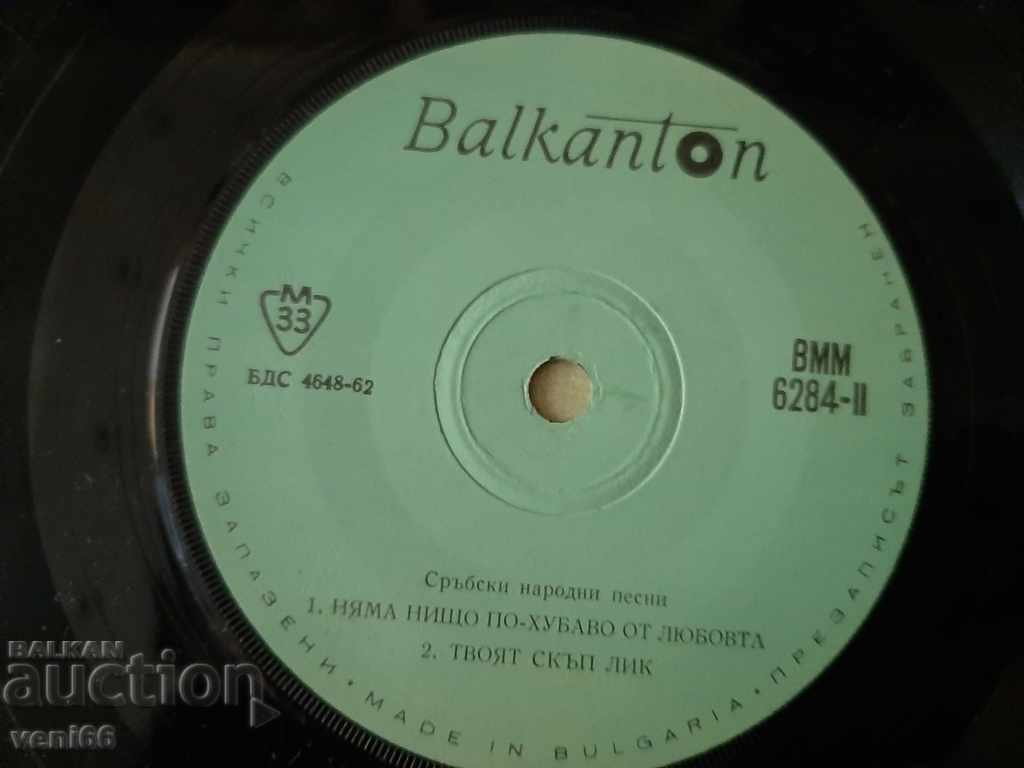 Balkanton
М
33
БДС 4648-62
ВММ
6284-II
Сръбски народни песни
1. НЯМА НИЩО ПО-ХУБАВО ОТ ЛЮБОВТА
2. ТВОЯТ СКЪП ЛИК
ВСИЧКИ ПРАВА ЗАПАЗЕНИ • MADE IN BULGARIA • ПРЕЗАПИСЪТ ЗАБРАНЕН
BALKAN
auction
veni66